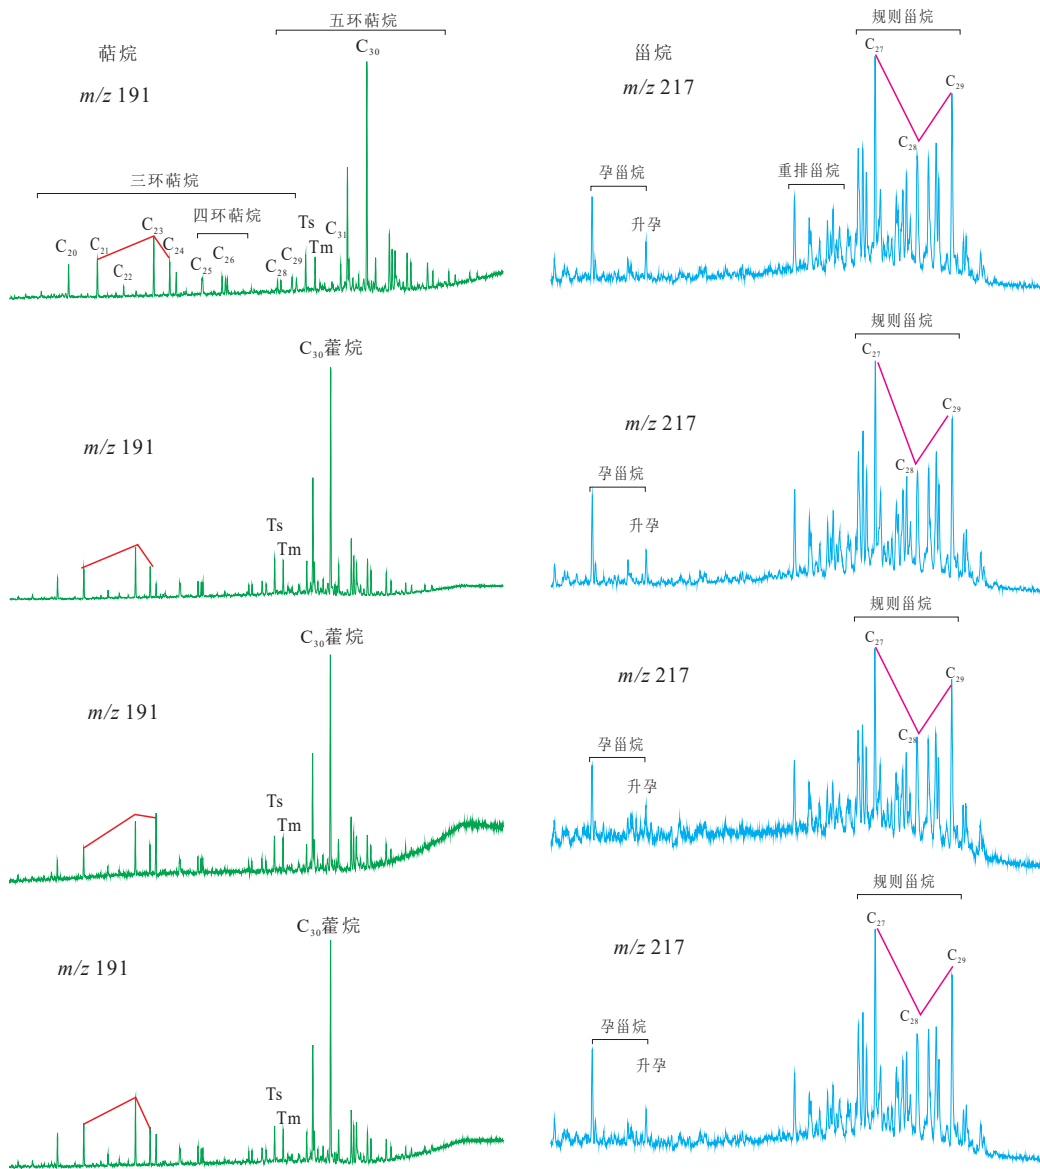 五环萜烷
C₃₀
萜烷
m/z 191
三环萜烷
四环萜烷
C₂₀
C₂₁
C₂₂
C₂₃
C₂₄
C₂₅
C₂₆
C₂₈
C₂₉
Ts
Tm
C₃₁
规则甾烷
甾烷
m/z 217
C₂₇
C₂₈
C₂₉
孕甾烷
升孕
重排甾烷
C₃₀藿烷
m/z 191
Ts
Tm
规则甾烷
C₂₇
C₂₈
C₂₉
m/z 217
孕甾烷
升孕
C₃₀藿烷
m/z 191
Ts
Tm
规则甾烷
C₂₇
C₂₈
C₂₉
m/z 217
孕甾烷
升孕
C₃₀藿烷
m/z 191
Ts
Tm
规则甾烷
C₂₇
C₂₈
C₂₉
m/z 217
孕甾烷
升孕